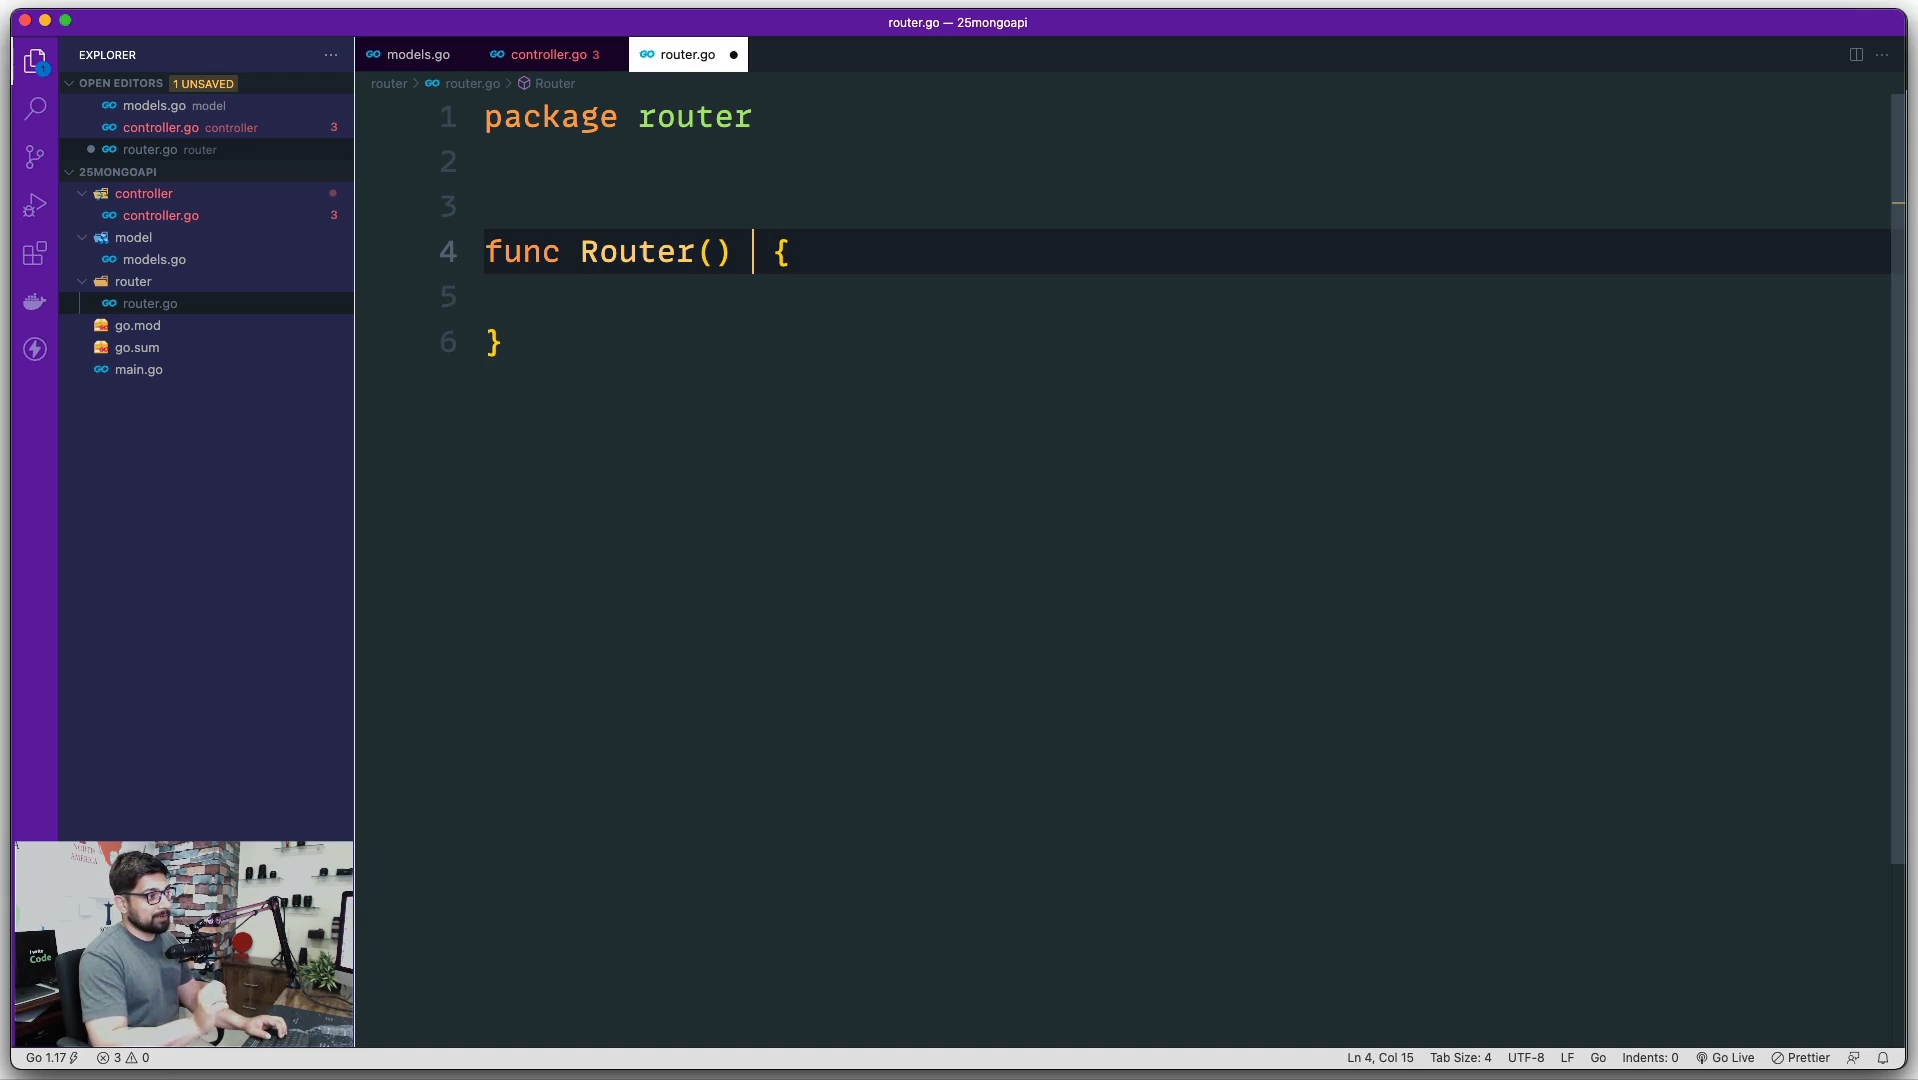 router.go — 25mongoapi
EXPLORER
OPEN EDITORS 1 UNSAVED
models.go model
controller.go controller 3
router.go router
25MONGOAPI
controller
controller.go 3
model
models.go
router
router.go
go.mod
go.sum
main.go
models.go
controller.go 3
router.go
router > router.go > Router
1 package router
2
3
4 func Router() {
5
6 }
NORTH
AMERICA
I write
Code
Go 1.17
3 0
Ln 4, Col 15
Tab Size: 4
UTF-8
LF
Go
Indents: 0
Go Live
Prettier